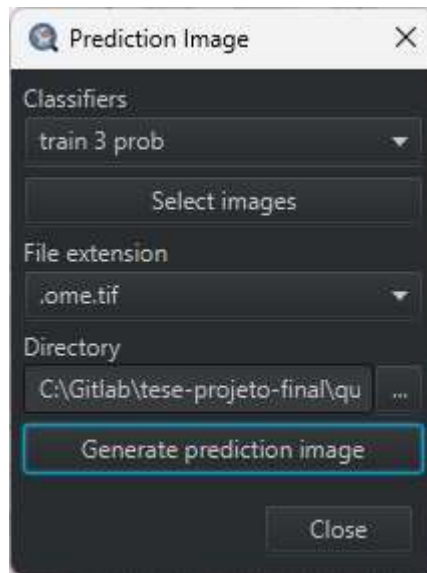 Prediction Image
Classifiers
train 3 prob
Select images
File extension
.ome.tif
Directory
C:\Gitlab\tese-projeto-final\qu ...
Generate prediction image
Close